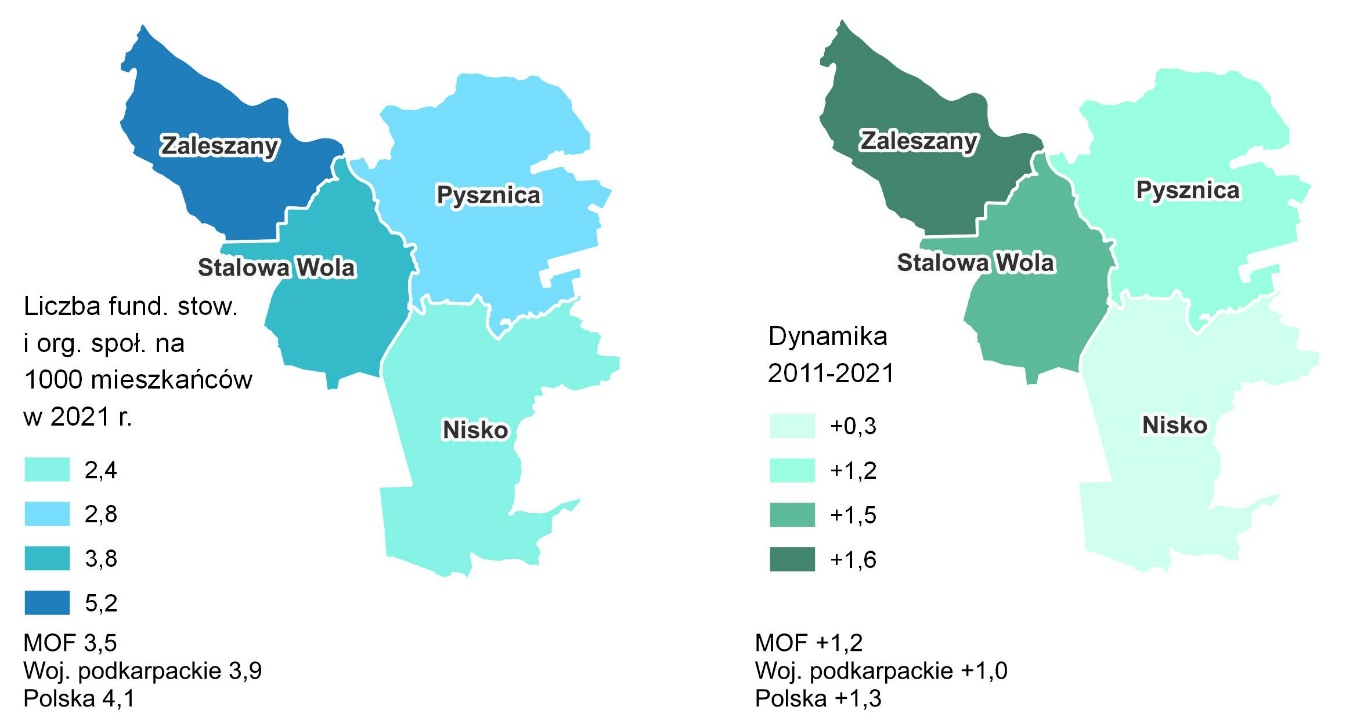 Zaleszany
Pysznica
Stalowa Wola
Nisko
Liczba fund. stow.
i org. społ. na
1000 mieszkańców
w 2021 r.
2,4
2,8
3,8
5,2
MOF 3,5
Woj. podkarpackie 3,9
Polska 4,1
Zaleszany
Pysznica
Stalowa Wola
Nisko
Dynamika
2011-2021
+0,3
+1,2
+1,5
+1,6
MOF +1,2
Woj. podkarpackie +1,0
Polska +1,3